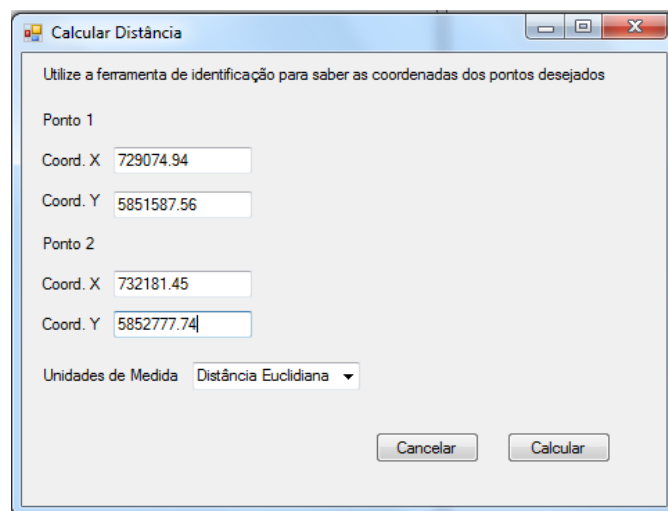 Calcular Distância
Utilize a ferramenta de identificação para saber as coordenadas dos pontos desejados
Ponto 1
Coord. X 729074.94
Coord. Y 5851587.56
Ponto 2
Coord. X 732181.45
Coord. Y 5852777.74
Unidades de Medida Distância Euclidiana
Cancelar Calcular